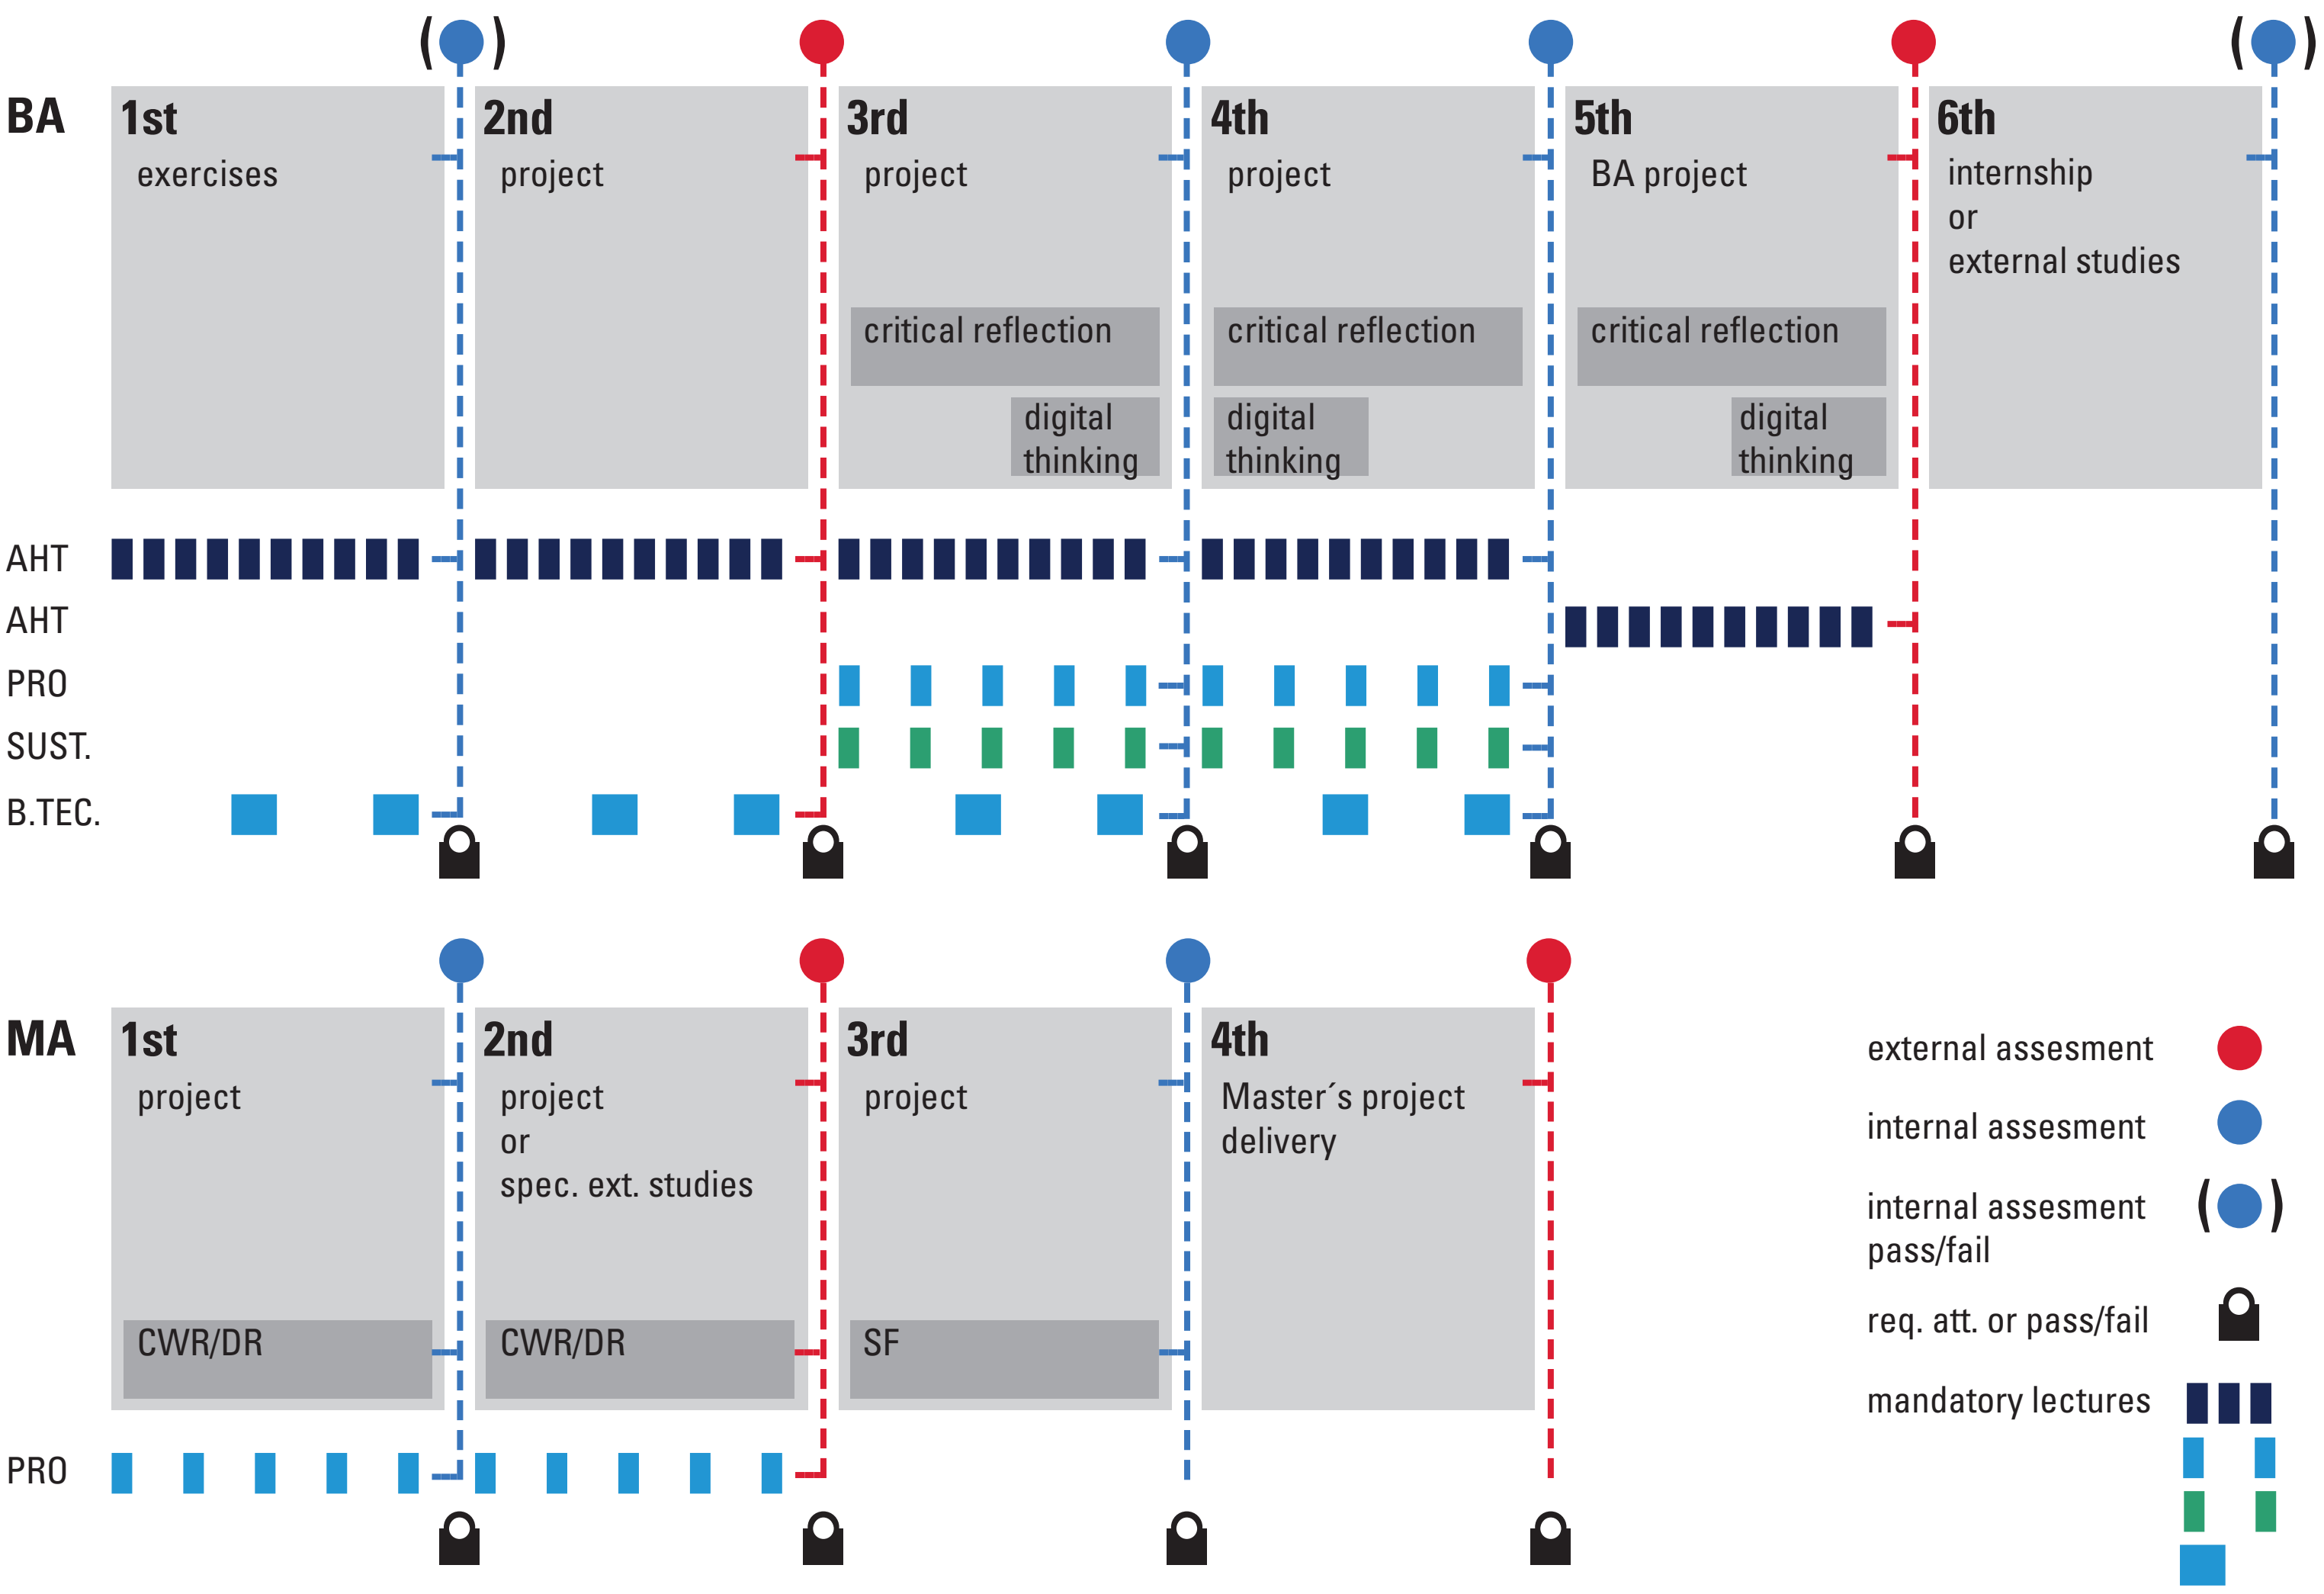 ( )
( )
BA
1st
exercises
2nd
project
3rd
project
critical reflection
digital
thinking
4th
project
critical reflection
digital
thinking
5th
BA project
critical reflection
digital
thinking
6th
internship
or
external studies
AHT
AHT
PRO
SUST.
B.TEC.
MA
1st
project
CWR/DR
2nd
project
or
spec. ext. studies
CWR/DR
3rd
project
SF
4th
Master´s project
delivery
PRO
external assesment
internal assesment
internal assesment ( )
pass/fail
req. att. or pass/fail
mandatory lectures